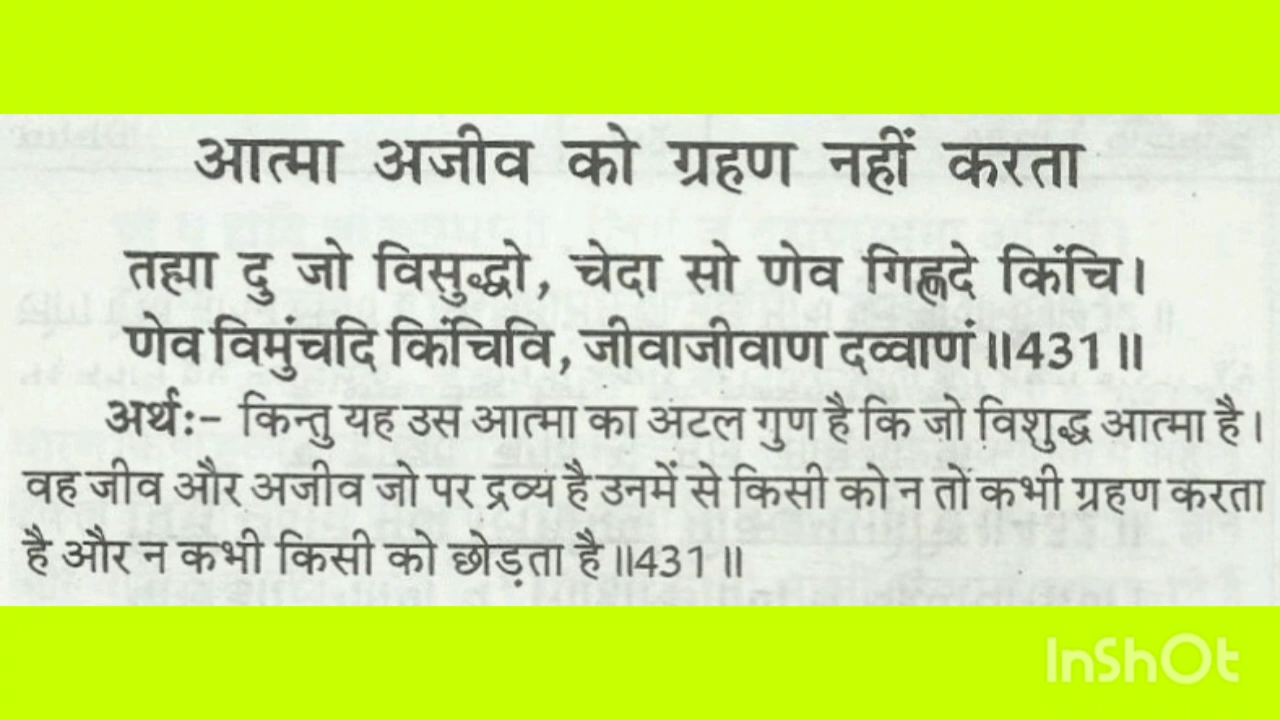 आत्मा अजीव को ग्रहण नहीं करता
तह्मा दु जो विसुद्धो, चेदा सो णेव गिह्णदे किंचि।
णेव विमुंचदि किंचिवि, जीवाजीवाण दव्वाणं॥431॥
अर्थः- किन्तु यह उस आत्मा का अटल गुण है कि जो विशुद्ध आत्मा है।
वह जीव और अजीव जो पर द्रव्य है उनमें से किसी को न तों कभी ग्रहण करता
है और न कभी किसी को छोड़ता है॥431॥
InShOt